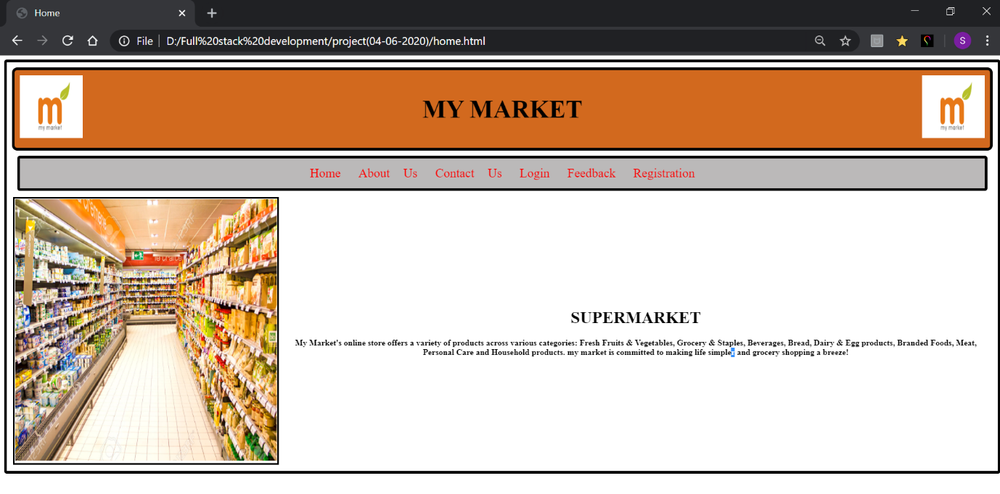 Home
File D:/Full%20stack%20development/project(04-06-2020)/home.html
S
m
my market
MY MARKET
m
my market
Home About Us Contact Us Login Feedback Registration
SUPERMARKET
My Market's online store offers a variety of products across various categories: Fresh Fruits & Vegetables, Grocery & Staples, Beverages, Bread, Dairy & Egg products, Branded Foods, Meat,
Personal Care and Household products. my market is committed to making life simpler and grocery shopping a breeze!